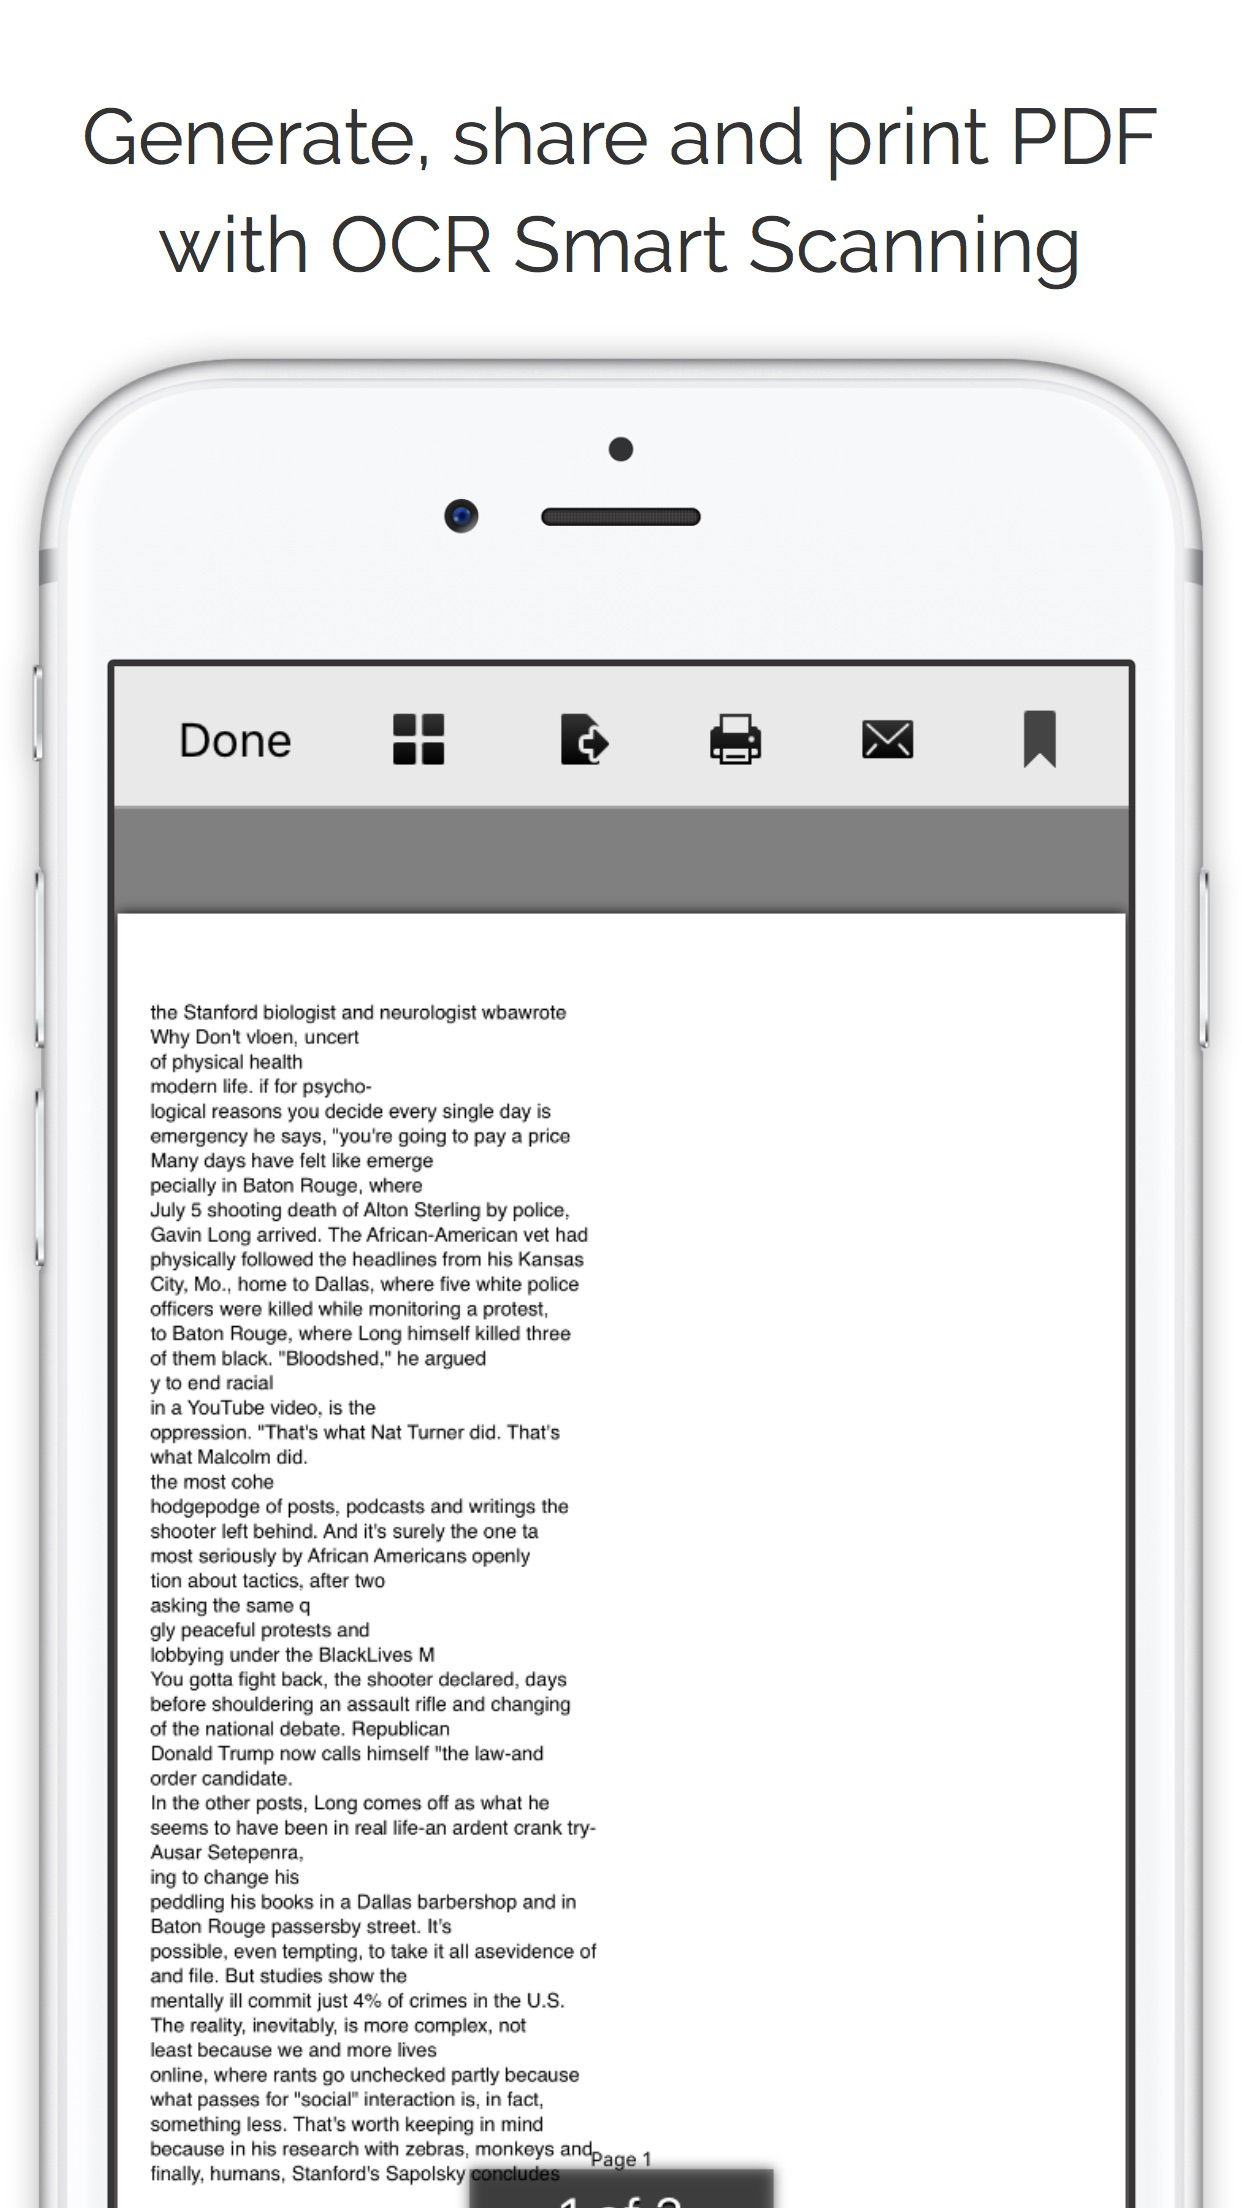 Generate, share and print PDF
with OCR Smart Scanning
Done
the Stanford biologist and neurologist wbawrote
Why Don't vloen, uncert
of physical health
modern life. if for psycho-
logical reasons you decide every single day is
emergency he says, "you're going to pay a price
Many days have felt like emerge
pecially in Baton Rouge, where
July 5 shooting death of Alton Sterling by police,
Gavin Long arrived. The African-American vet had
physically followed the headlines from his Kansas
City, Mo., home to Dallas, where five white police
officers were killed while monitoring a protest,
to Baton Rouge, where Long himself killed three
of them black. "Bloodshed," he argued
y to end racial
in a YouTube video, is the
oppression. "That's what Nat Turner did. That's
what Malcolm did.
the most cohe
hodgepodge of posts, podcasts and writings the
shooter left behind. And it's surely the one ta
most seriously by African Americans openly
tion about tactics, after two
asking the same q
gly peaceful protests and
lobbying under the BlackLives M
You gotta fight back, the shooter declared, days
before shouldering an assault rifle and changing
of the national debate. Republican
Donald Trump now calls himself "the law-and
order candidate.
In the other posts, Long comes off as what he
seems to have been in real life-an ardent crank try-
Ausar Setepenra,
ing to change his
peddling his books in a Dallas barbershop and in
Baton Rouge passersby street. It's
possible, even tempting, to take it all asevidence of
and file. But studies show the
mentally ill commit just 4% of crimes in the U.S.
The reality, inevitably, is more complex, not
least because we and more lives
online, where rants go unchecked partly because
what passes for "social" interaction is, in fact,
something less. That's worth keeping in mind
because in his research with zebras, monkeys and
Page 1
finally, humans, Stanford's Sapolsky concludes
1 of